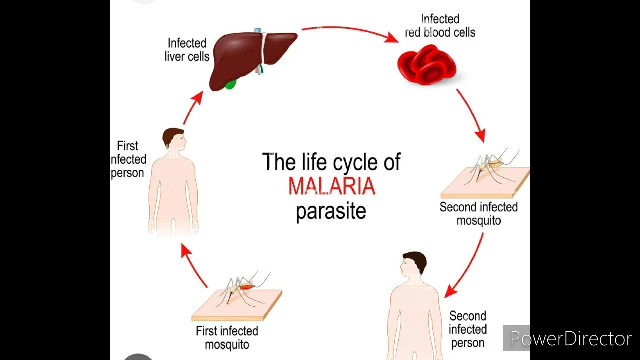 Infected
red blood cells
Infected
liver cells
First
infected
person
The life cycle of
MALARIA
parasite
Second infected
mosquito
First infected
mosquito
Second
infected
person
PowerDirector